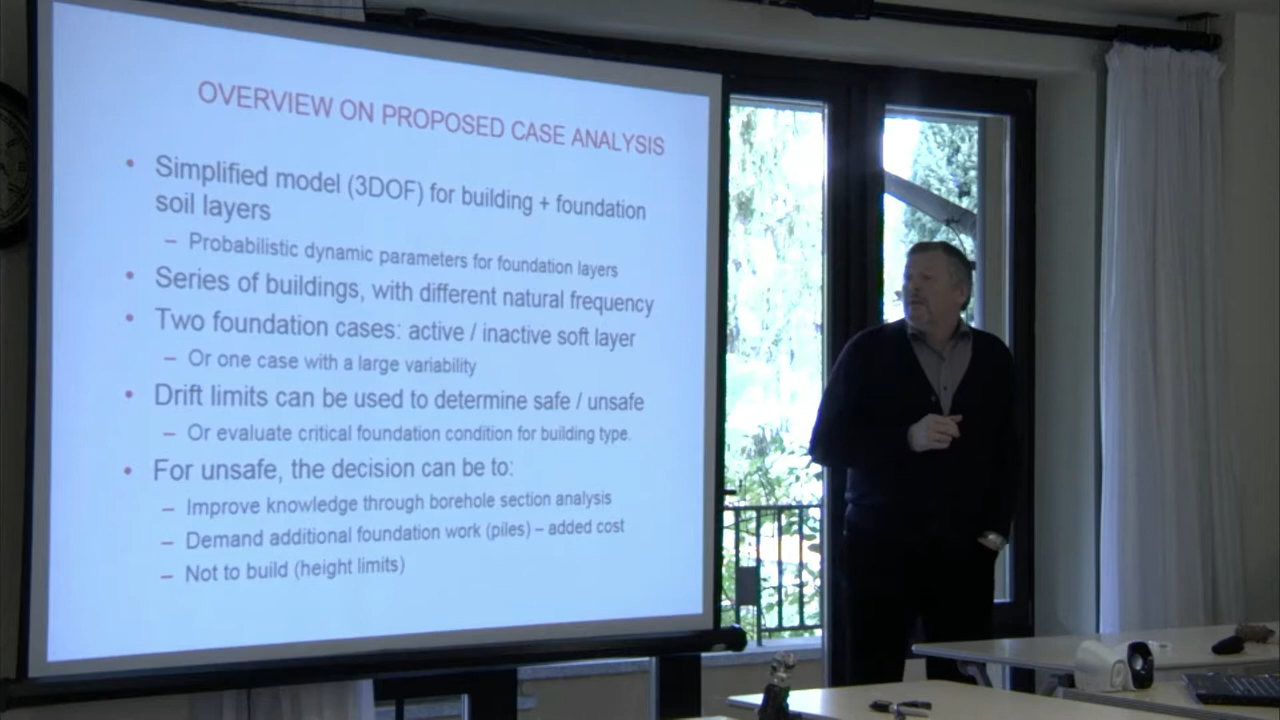 OVERVIEW ON PROPOSED CASE ANALYSIS
• Simplified model (3DOF) for building + foundation
soil layers
– Probabilistic dynamic parameters for foundation layers
• Series of buildings, with different natural frequency
• Two foundation cases: active / inactive soft layer
– Or one case with a large variability
• Drift limits can be used to determine safe / unsafe
– Or evaluate critical foundation condition for building type.
• For unsafe, the decision can be to:
– Improve knowledge through borehole section analysis
– Demand additional foundation work (piles) – added cost
– Not to build (height limits)